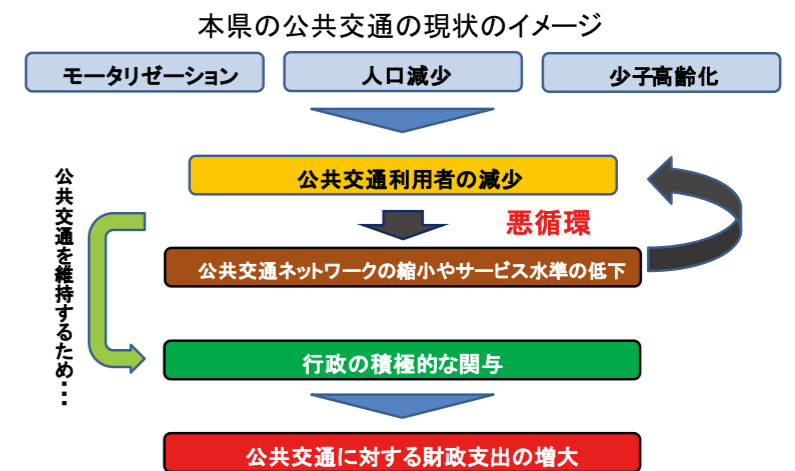 本県の公共交通の現状のイメージ
モータリゼーション
人口減少
少子高齢化
公共交通利用者の減少
悪循環
公共交通ネットワークの縮小やサービス水準の低下
公共交通を維持するため・・・
行政の積極的な関与
公共交通に対する財政支出の増大